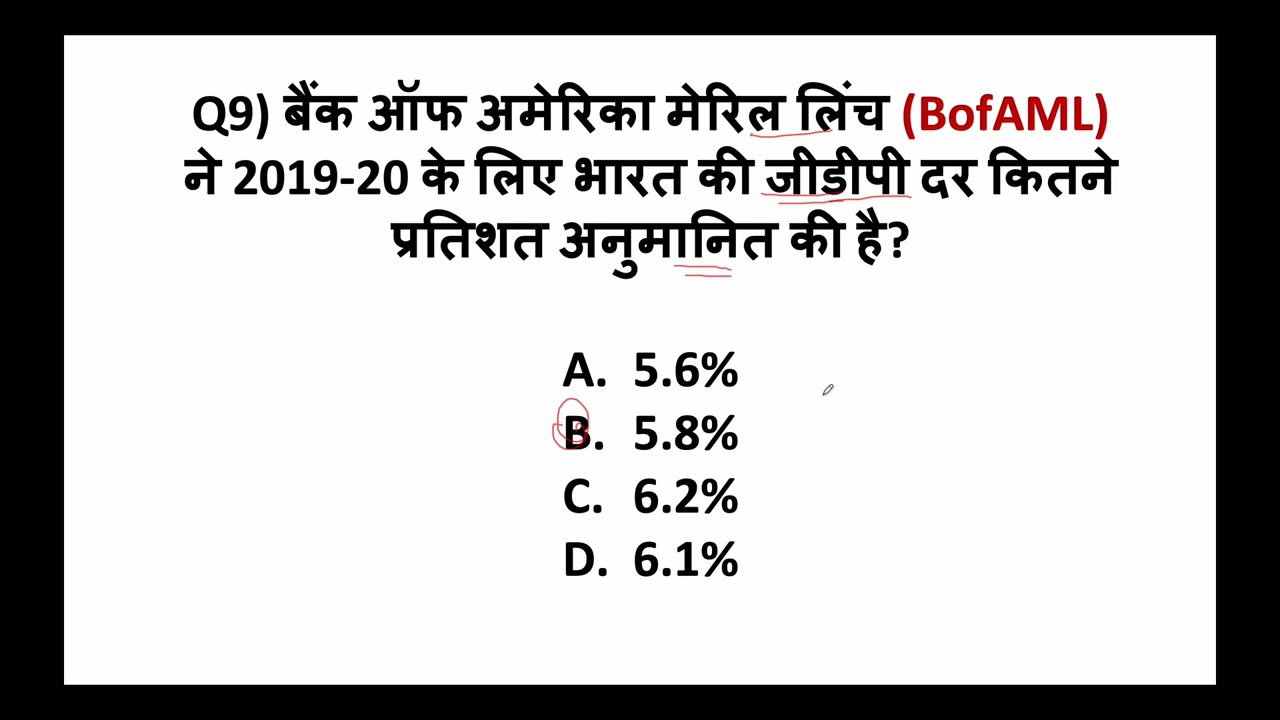 Q9) बैंक ऑफ अमेरिका मेरिल लिंच (BofAML)
ने 2019-20 के लिए भारत की जीडीपी दर कितने
प्रतिशत अनुमानित की है?
A. 5.6%
B. 5.8%
C. 6.2%
D. 6.1%